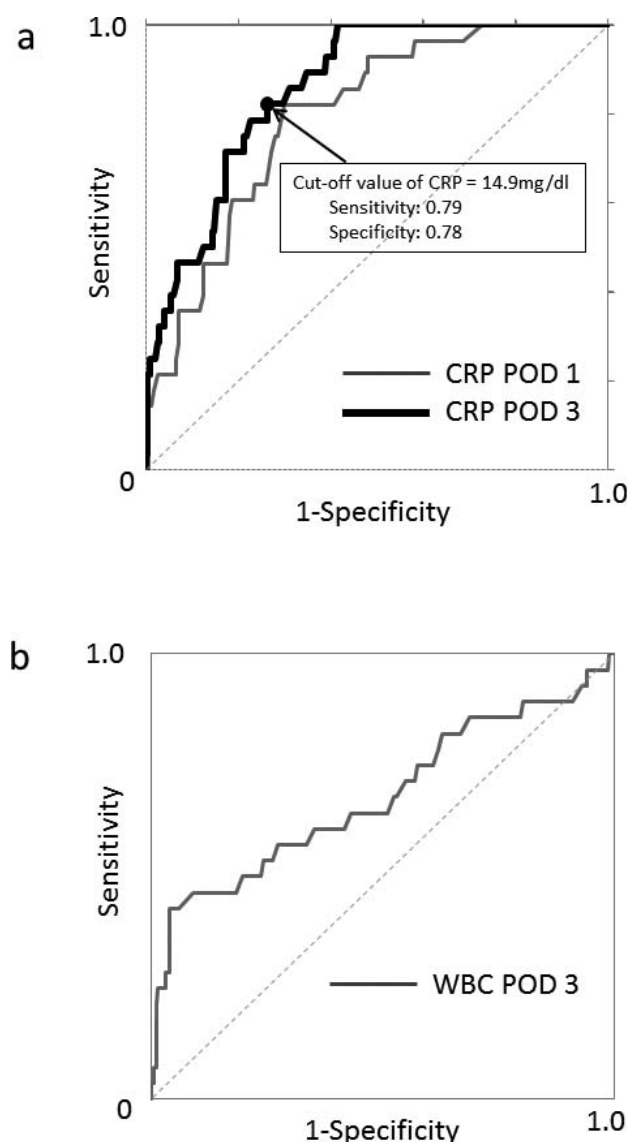 a
1.0
Sensitivity
Cut-off value of CRP = 14.9mg/dl
Sensitivity: 0.79
Specificity: 0.78
CRP POD 1
CRP POD 3
0
1.0
1-Specificity
b
1.0
Sensitivity
WBC POD 3
0
1.0
1-Specificity